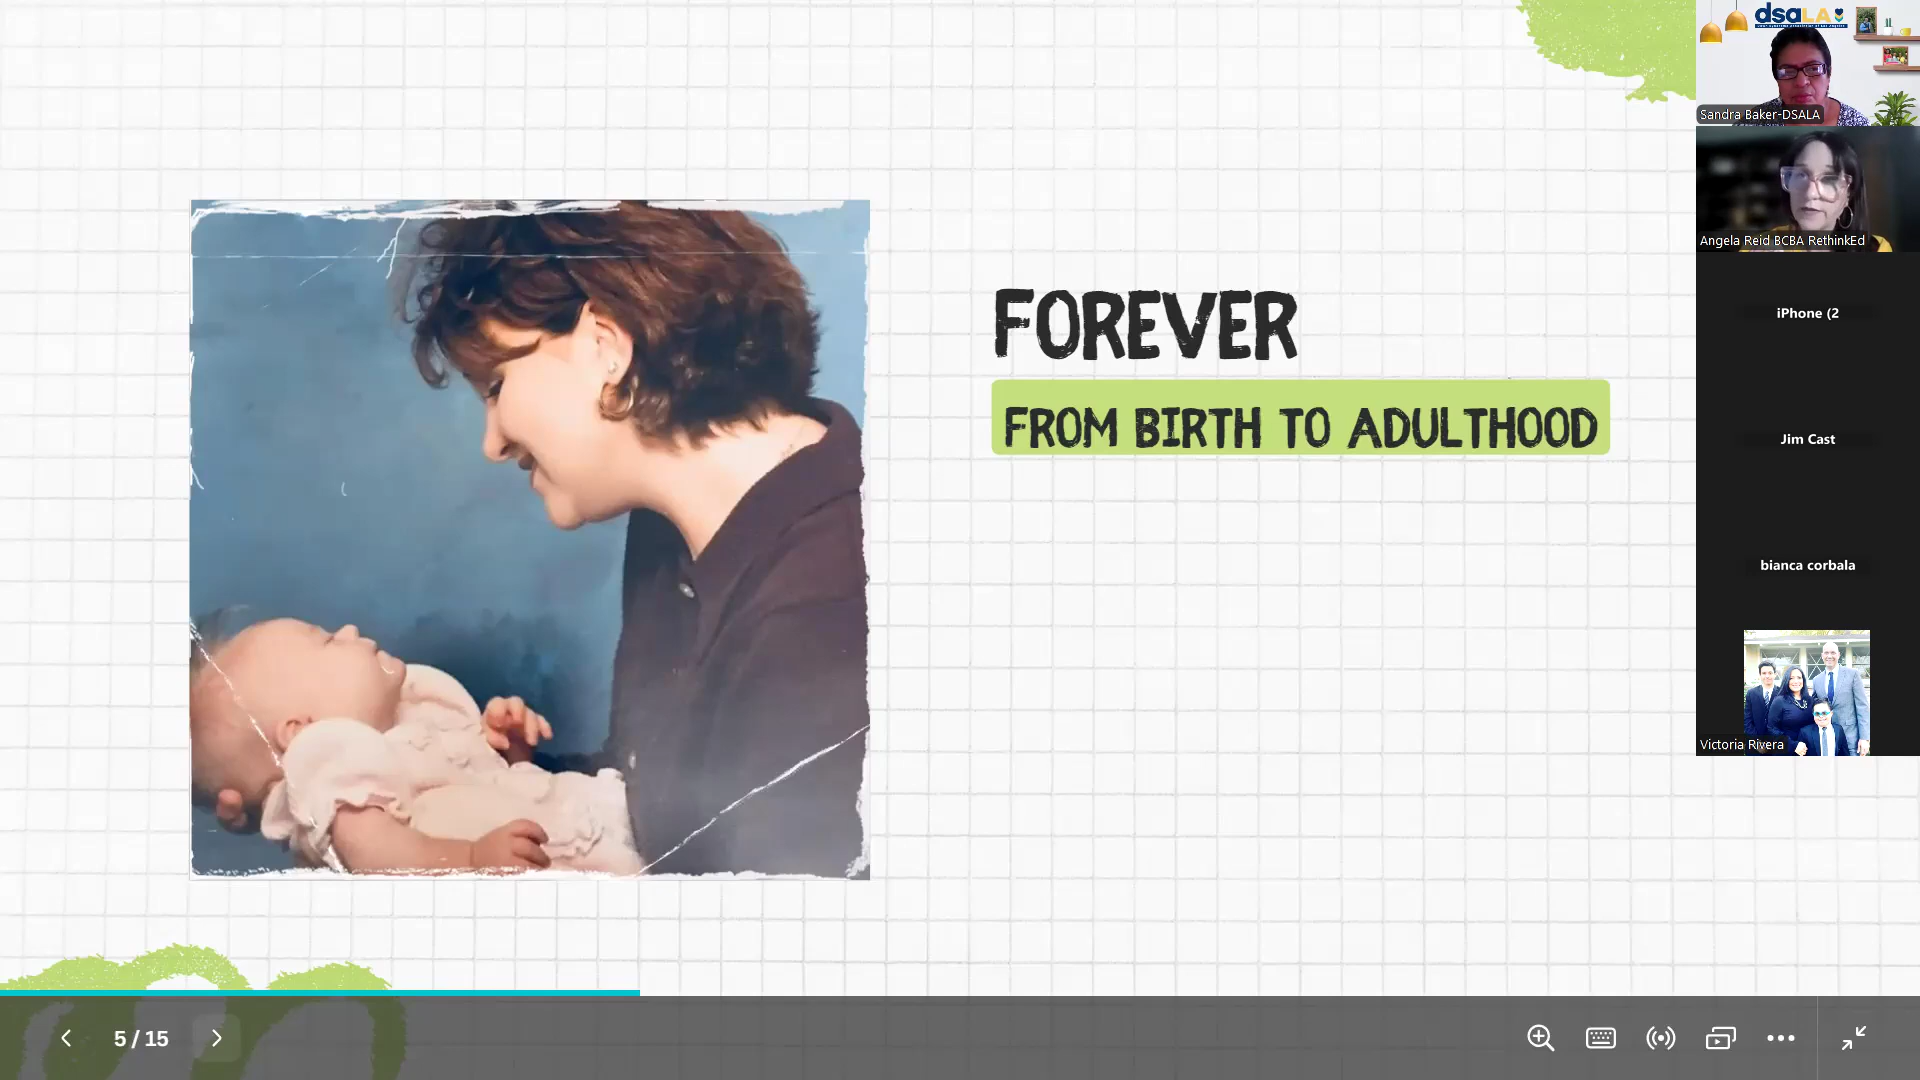 FOREVER
FROM BIRTH TO ADULTHOOD
dsaLA
Sandra Baker-DSALA
Angela Reid BCBA RethinkEd
iPhone (2
Jim Cast
bianca corbala
Victoria Rivera
5 / 15